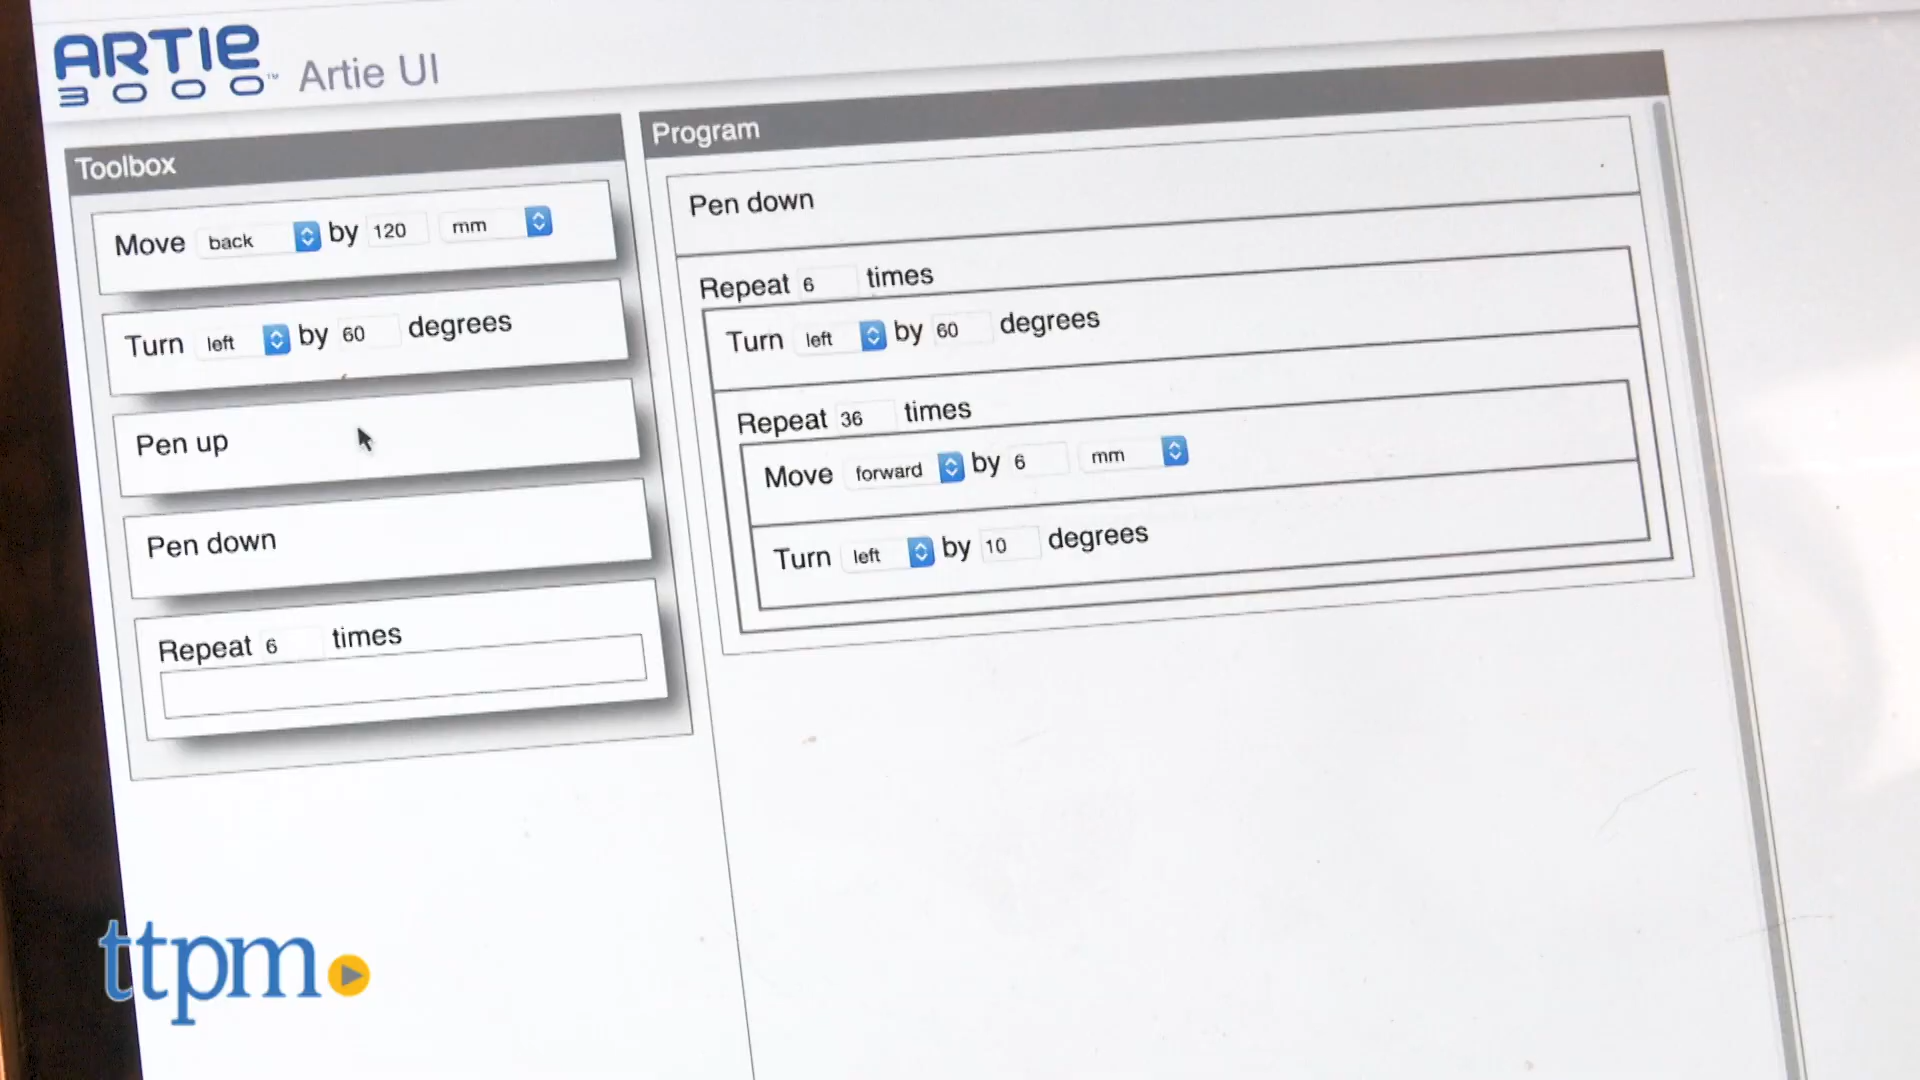 ARTIE
3000™ Artie UI
Toolbox
Move back by 120 mm
Turn left by 60 degrees
Pen up
Pen down
Repeat 6 times
Program
Pen down
Repeat 6 times
Turn left by 60 degrees
Repeat 36 times
Move forward by 6 mm
Turn left by 10 degrees
ttpm